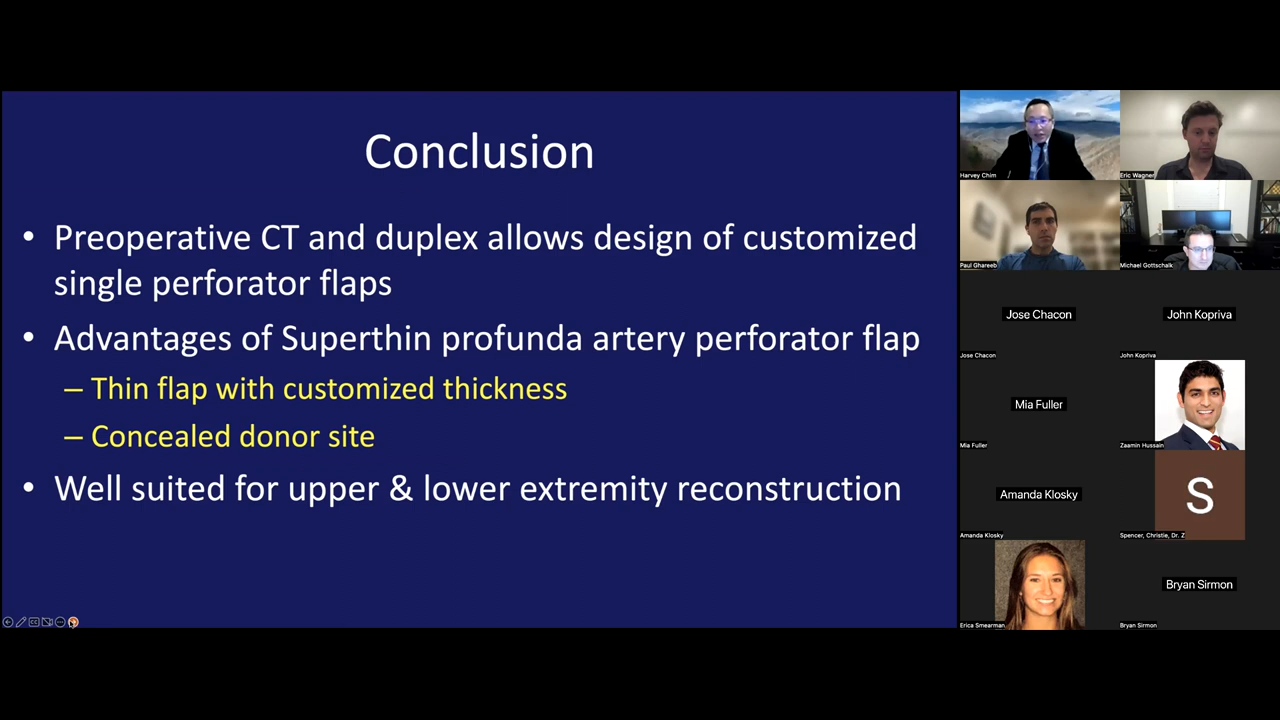 Conclusion
• Preoperative CT and duplex allows design of customized
single perforator flaps
• Advantages of Superthin profunda artery perforator flap
– Thin flap with customized thickness
– Concealed donor site
• Well suited for upper & lower extremity reconstruction
Harvey Chim
Eric Wagner
Paul Ghareeb
Michael Gottschalk
Jose Chacon
Jose Chacon
John Kopriva
John Kopriva
Mia Fuller
Mia Fuller
Zaamin Hussain
Amanda Klosky
Amanda Klosky
S
Spencer, Christie, Dr. Z
Erica Smearman
Bryan Sirmon
Bryan Sirmon